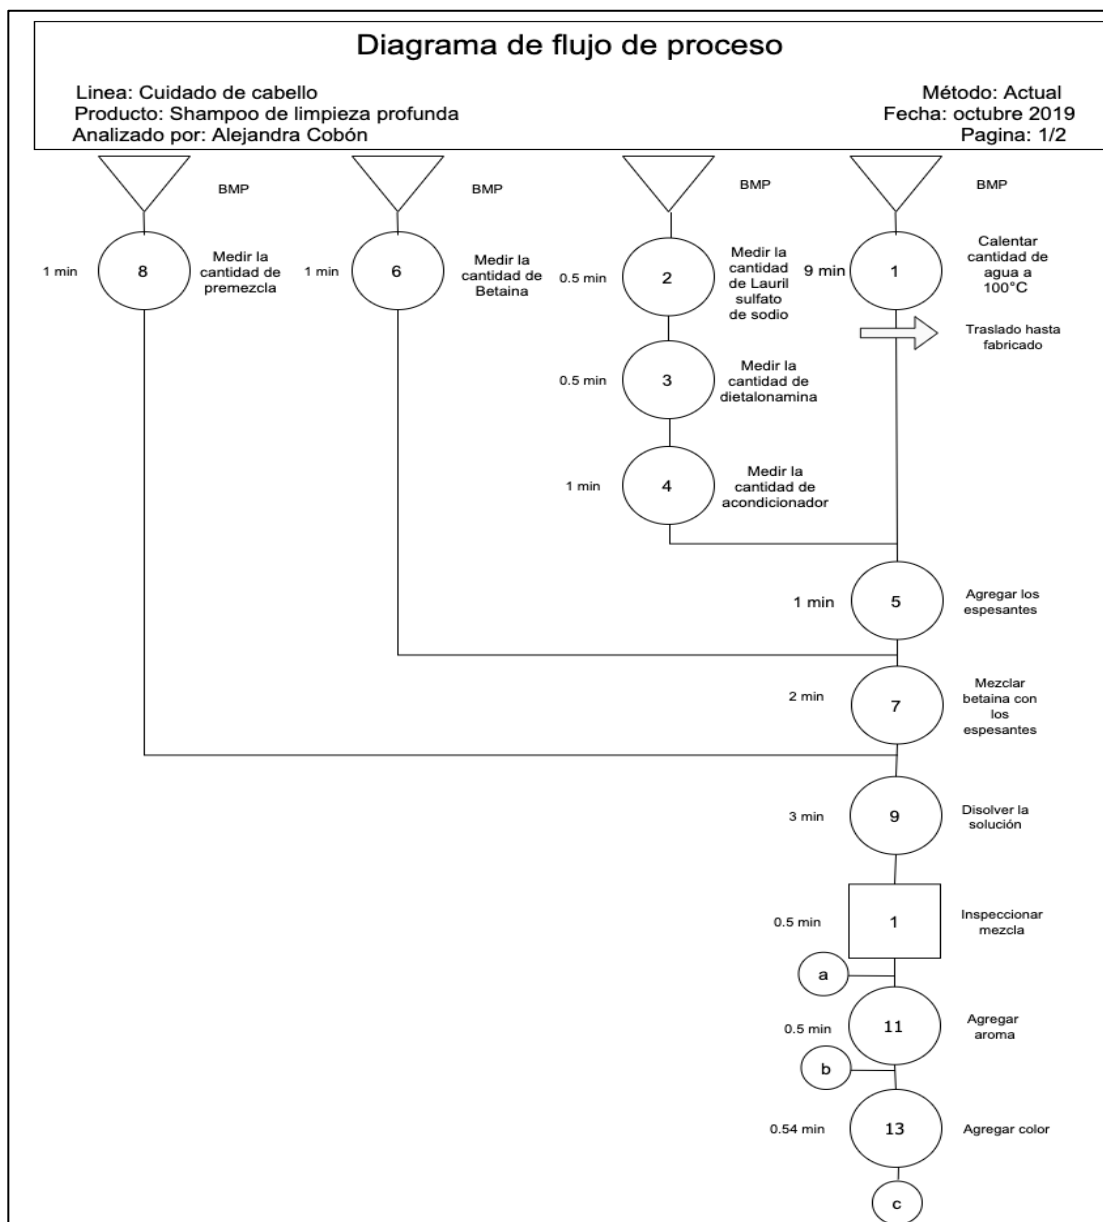 Diagrama de flujo de proceso
Linea: Cuidado de cabello
Producto: Shampoo de limpieza profunda
Analizado por: Alejandra Cobón
Método: Actual
Fecha: octubre 2019
Pagina: 1/2
BMP
BMP
BMP
BMP
1 min
8
Medir la
cantidad de
premezcla
1 min
6
Medir la
cantidad de
Betaina
0.5 min
2
Medir la
cantidad
de Lauril
sulfato
de sodio
9 min
1
Calentar
cantidad de
agua a
100°C
Traslado hasta
fabricado
0.5 min
3
Medir la
cantidad de
dietalonamina
1 min
4
Medir la
cantidad de
acondicionador
1 min
5
Agregar los
espesantes
2 min
7
Mezclar
betaina con
los
espesantes
3 min
9
Disolver la
solución
0.5 min
1
Inspeccionar
mezcla
a
0.5 min
11
Agregar
aroma
b
0.54 min
13
Agregar color
c